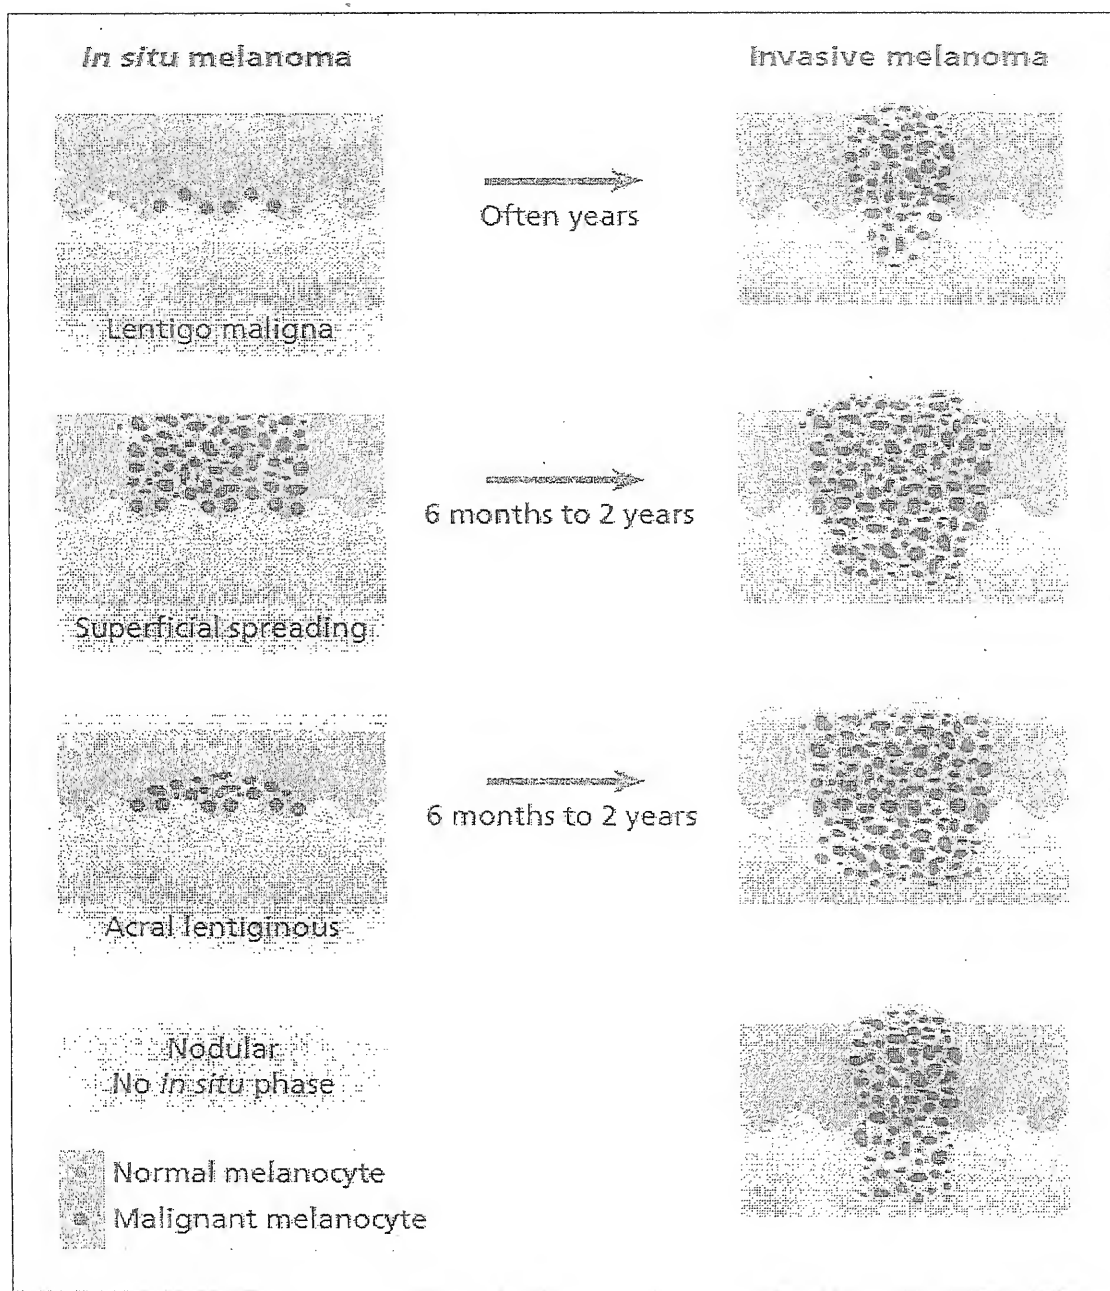 In situ melanoma
Invasive melanoma
Often years
Lentigo maligna
6 months to 2 years
Superficial spreading
6 months to 2 years
Acral lentiginous
Nodular
No in situ phase
Normal melanocyte
Malignant melanocyte